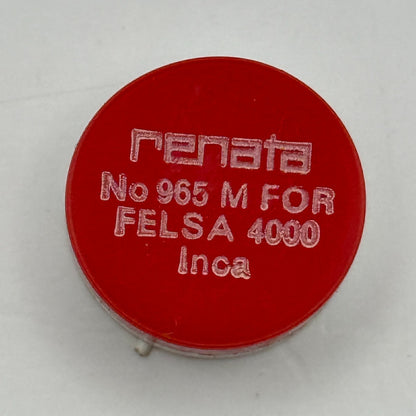 renata
No 965 M FOR
FELSA 4000
Inca